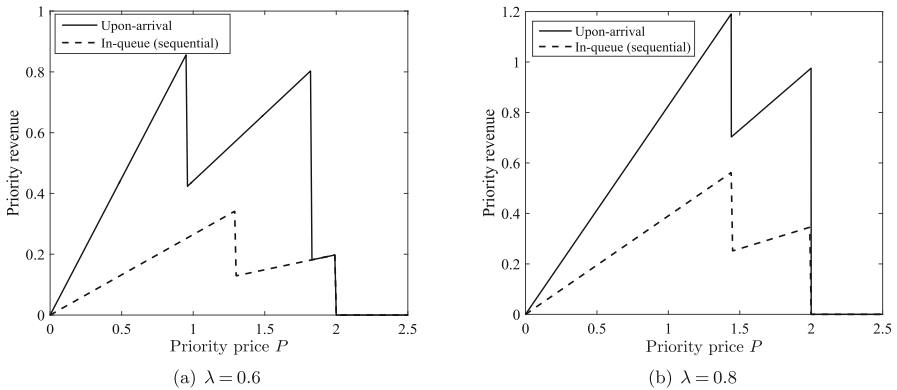 1
0.8
0.6
0.4
0.2
0
Priority revenue
Upon-arrival
In-queue (sequential)
0 0.5 1 1.5 2 2.5
Priority price P
(a) λ = 0.6
1.2
1
0.8
0.6
0.4
0.2
0
Priority revenue
Upon-arrival
In-queue (sequential)
0 0.5 1 1.5 2 2.5
Priority price P
(b) λ = 0.8